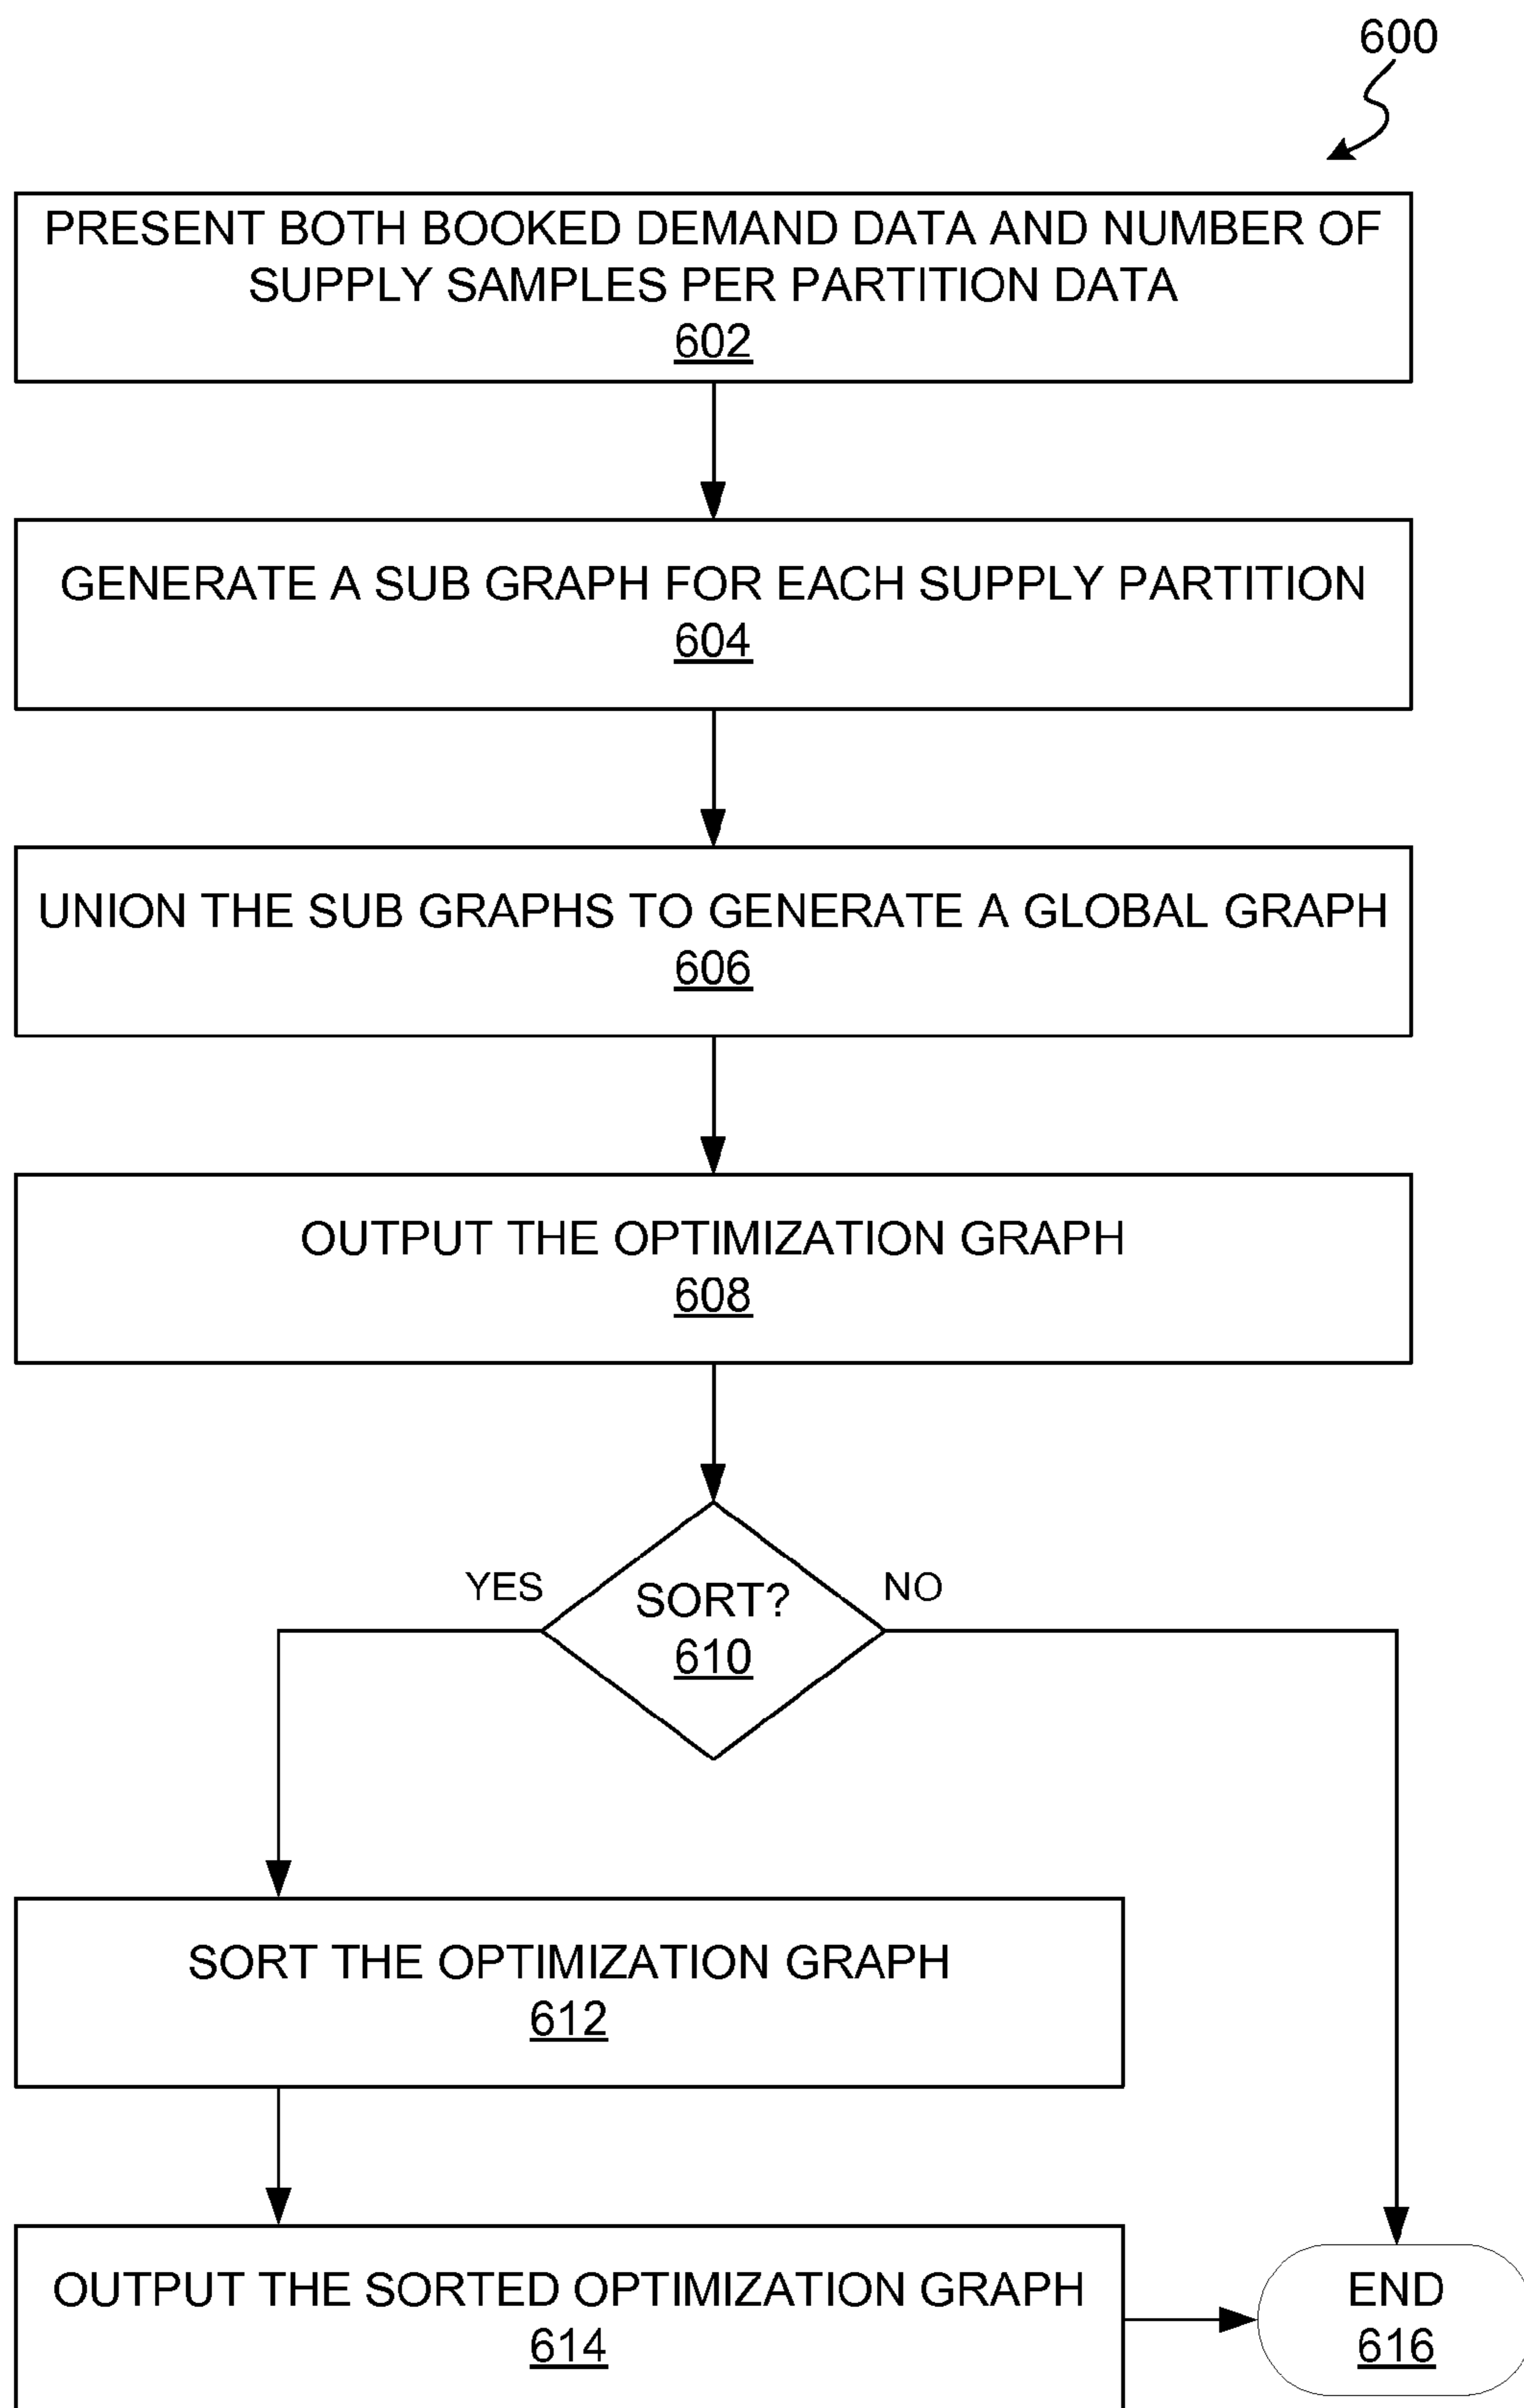 600
PRESENT BOTH BOOKED DEMAND DATA AND NUMBER OF
SUPPLY SAMPLES PER PARTITION DATA
602
GENERATE A SUB GRAPH FOR EACH SUPPLY PARTITION
604
UNION THE SUB GRAPHS TO GENERATE A GLOBAL GRAPH
606
OUTPUT THE OPTIMIZATION GRAPH
608
YES
SORT?
NO
610
SORT THE OPTIMIZATION GRAPH
612
OUTPUT THE SORTED OPTIMIZATION GRAPH
614
END
616